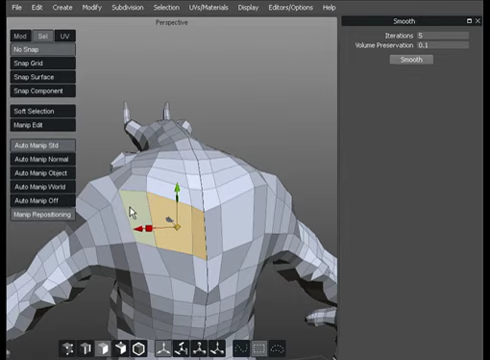 File Edit Create Modify Subdivision Selection UVs/Materials Display Editors/Options Help
Perspective
Smooth
Iterations 5
Volume Preservation 0.1
Smooth
Mod Sel UV
No Snap
Snap Grid
Snap Surface
Snap Component
Soft Selection
Manip Edit
Auto Manip Std
Auto Manip Normal
Auto Manip Object
Auto Manip World
Auto Manip Off
Manip Repositioning